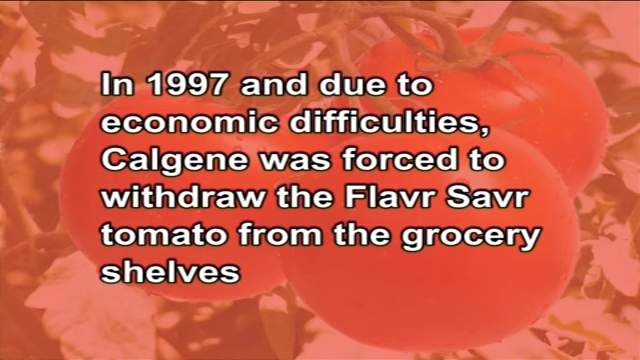 In 1997 and due to
economic difficulties,
Calgene was forced to
withdraw the Flavr Savr
tomato from the grocery
shelves